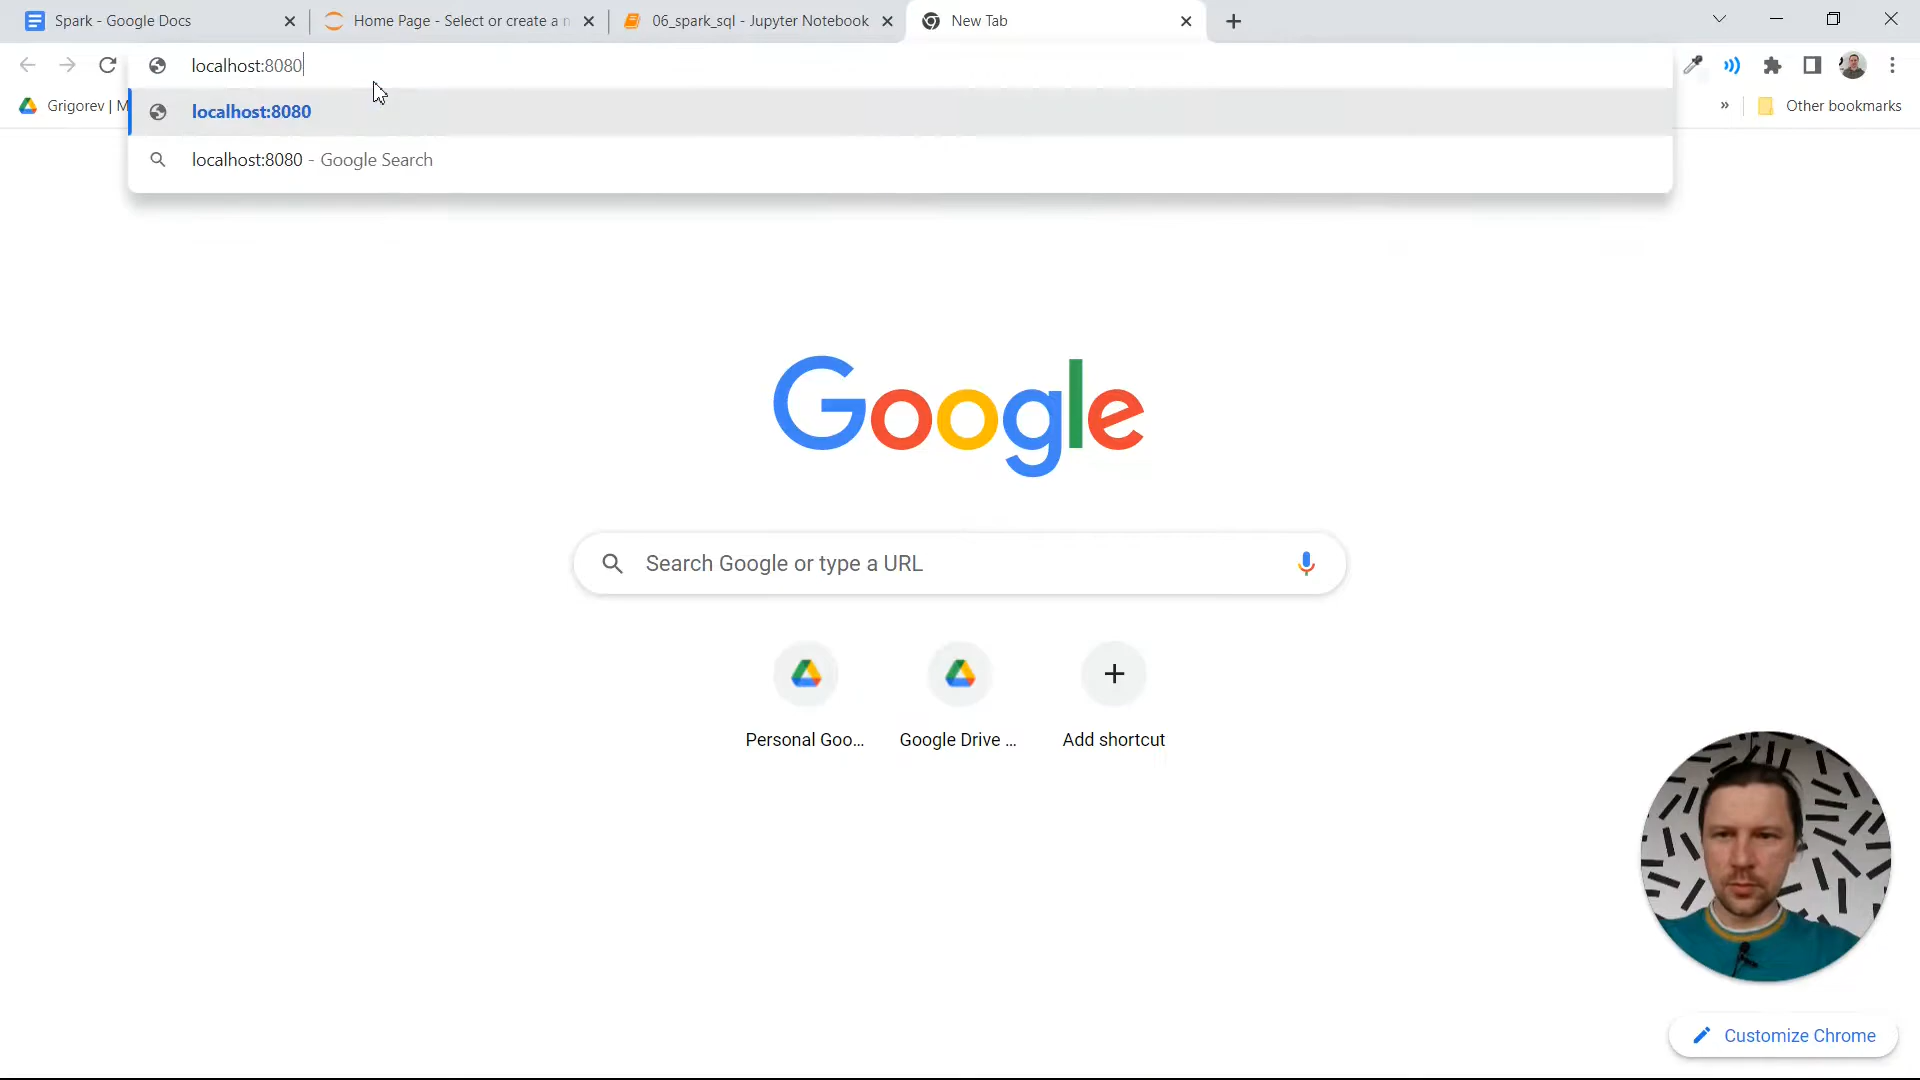 Spark - Google Docs
Home Page - Select or create a n
06_spark_sql - Jupyter Notebook
New Tab
localhost:8080
Grigorev | M
localhost:8080
localhost:8080 - Google Search
»
Other bookmarks
Google
Search Google or type a URL
Personal Goo...
Google Drive ...
Add shortcut
Customize Chrome